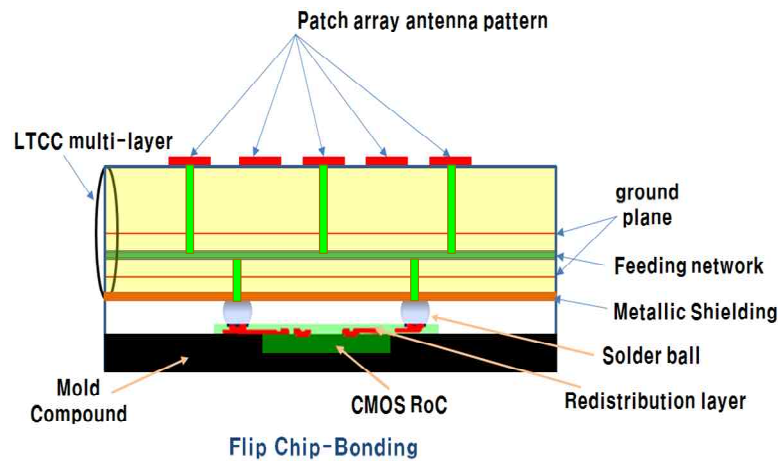 Patch array antenna pattern
LTCC multi-layer
ground
plane
Feeding network
Metallic Shielding
Solder ball
Mold
Compound
CMOS RoC
Redistribution layer
Flip Chip-Bonding